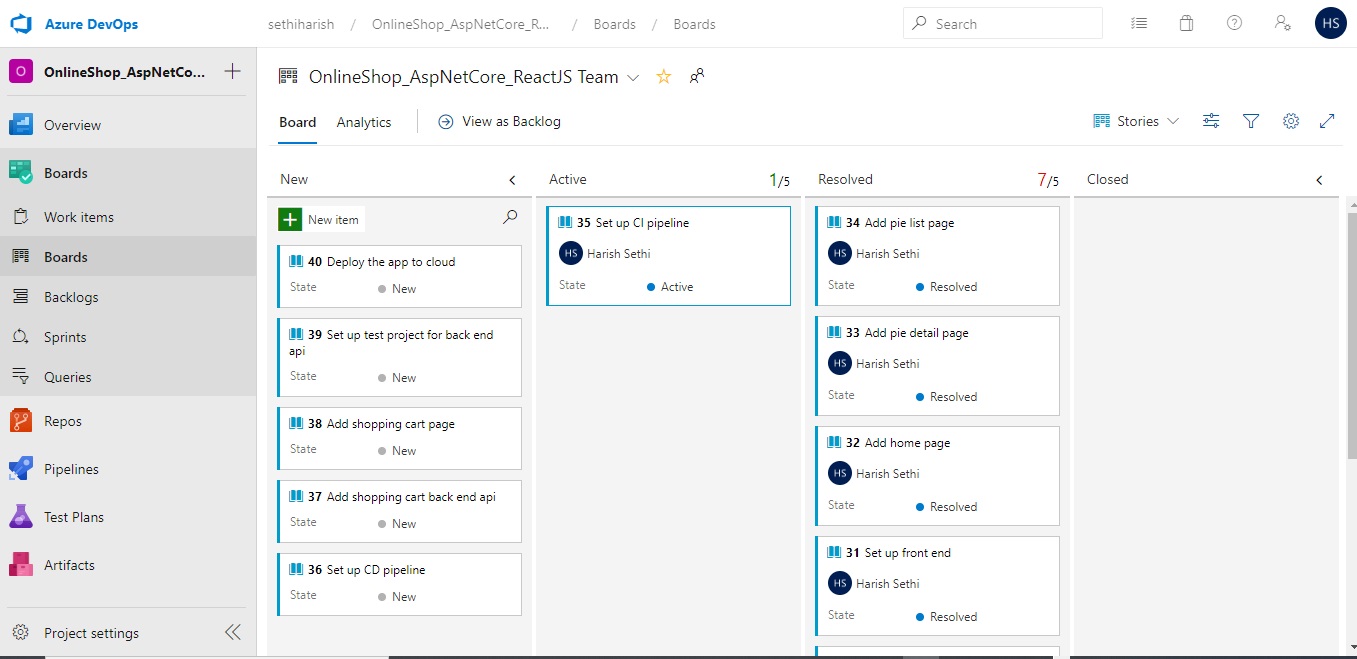 Azure DevOps
sethiharish / OnlineShop_AspNetCore_R... / Boards / Boards
Search
HS
O OnlineShop_AspNetCo...
Overview
Boards
Work items
Boards
Backlogs
Sprints
Queries
Repos
Pipelines
Test Plans
Artifacts
Project settings
OnlineShop_AspNetCore_ReactJS Team
Board Analytics View as Backlog
Stories
New
New item
40 Deploy the app to cloud
State New
39 Set up test project for back end
api
State New
38 Add shopping cart page
State New
37 Add shopping cart back end api
State New
36 Set up CD pipeline
State New
Active 1/5
35 Set up CI pipeline
HS Harish Sethi
State Active
Resolved 7/5
34 Add pie list page
HS Harish Sethi
State Resolved
33 Add pie detail page
HS Harish Sethi
State Resolved
32 Add home page
HS Harish Sethi
State Resolved
31 Set up front end
HS Harish Sethi
State Resolved
Closed